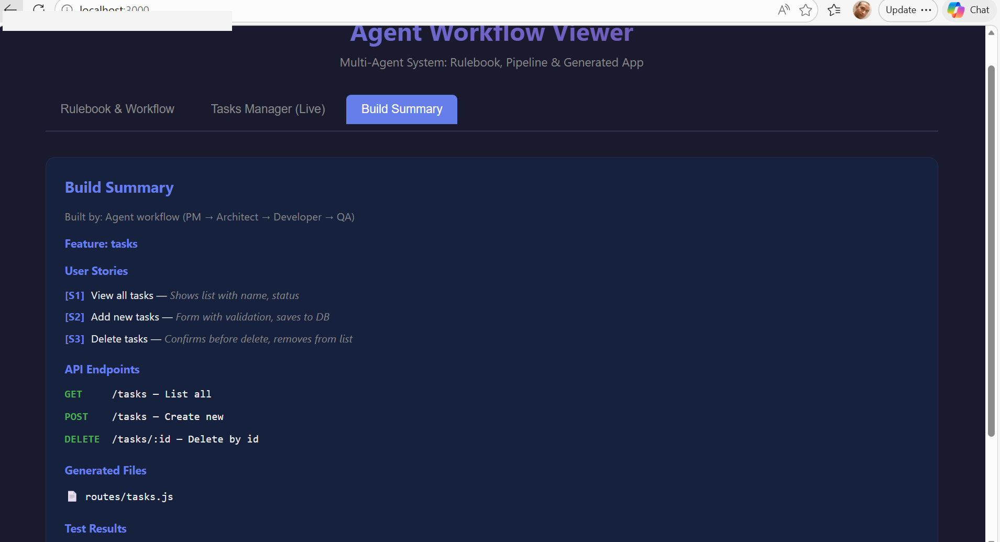 localhost:3000
Update
Chat
Agent Workflow Viewer
Multi-Agent System: Rulebook, Pipeline & Generated App
Rulebook & Workflow
Tasks Manager (Live)
Build Summary
Build Summary
Built by: Agent workflow (PM → Architect → Developer → QA)
Feature: tasks
User Stories
[S1] View all tasks — Shows list with name, status
[S2] Add new tasks — Form with validation, saves to DB
[S3] Delete tasks — Confirms before delete, removes from list
API Endpoints
GET /tasks — List all
POST /tasks — Create new
DELETE /tasks/:id — Delete by id
Generated Files
routes/tasks.js
Test Results